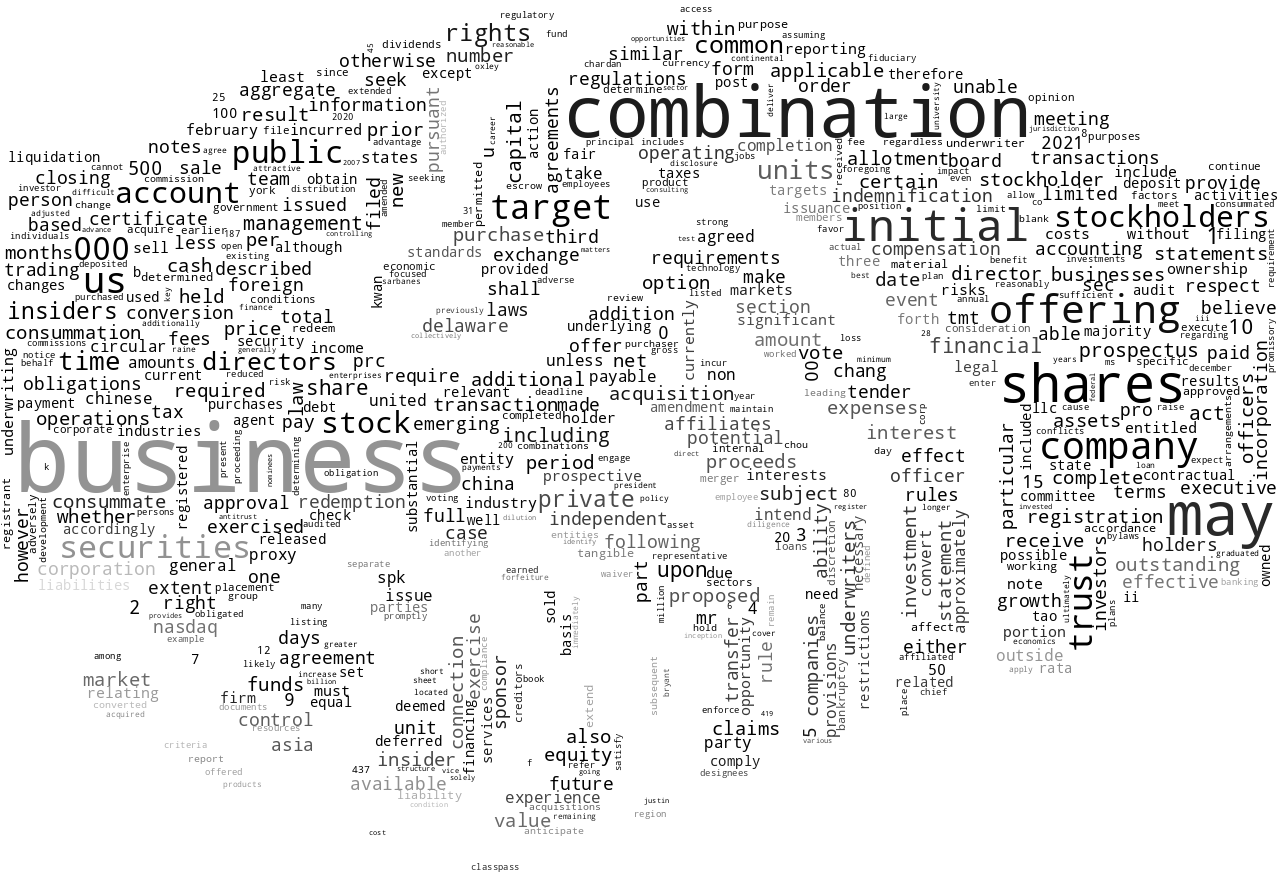 access
regulatory
rights fund within purpose
45 dividends reasonable opportunities common assuming
otherwise number similar chardan continental reporting
least since seek except oxley currency form applicable fiduciary therefore
aggregate extended regulations determine sector post order unable
25 information 2020 capital deliver combination large university opinion
100 result advantage pursuant authorized u career action agreements meeting
february file incurred prior principal includes jurisdiction 8 purposes
notes agree public 2007 states fair operating jobs completion fee regardless underwriter 2021
liquidation cannot 500 sale attractive seeking permitted escrow take disclosure taxes units received foregoing allotment board transactions continue
closing commission team obtain filed amended new employees product consulting targets certain impact even stockholder include
investor difficult account york distribution target use issuance indemnification factors deposit provide
person change government issued 31 members position limit allow limited activities
adjusted certificate management member strong favor initial co meet consummated
based advance acquire earlier 187 per controlling purchase third test agreed blank stockholders
individuals 000 sell less open although standards matters actual compensation costs without 1 filing
months deposited existing exchange requirements three benefit accounting statements requirement
trading us b cash described economic provided adverse technology material investments
changes determined key foreign focused sarbanes kwan option make best date plan director businesses ownership
purchased used held conditions shall listed markets risks reasonably sec audit respect
insiders conversion finance total previously laws review section event annual sufficient believe
additionally price redeem delaware addition significant forth tmt offering iii
consummation fees security collectively underlying 0 currently amount consideration able majority execute 10
commissions circular raine income offer purchaser worked loss 28 regarding promissory
underwriting notice time generally directors prc unless net gross vote financial prospectus paid
behalf amounts reduced enterprises incur minimum years ms specific december incorporation
obligations current risk require additional payable non 000 chang legal enter shares federal results
chinese required share relevant deadline acquisition year leading tender approved
payment purchases debt united transaction made amendment maintain expenses corp llc cause pro raise act officers
operations tax agent pay law stock emerging completed holder affiliates assets entitled
corporate industries including 200 combinations chou interest included conflicts arrangements
business present proceeding nominees determining substantial entity period engage potential direct internal day effect company expect
k enterprise obligation payments china prospective president proceeds merger interests officer particular state loan contractual
registrant adversely development consummate registered approval redemption voting industry private policy employee subject 80 rules 15 complete executive
whether persons antitrust check audited full well dilution independent asset diligence intend register longer committee terms may
however accordingly exercised case identifying entities identify following 20 3 ability discretion underwriters necessary defined investment convert statement approximately invested registration accordance
securities released another tangible loans receive bylaws holders graduated
corporation general proxy representative possible investors outstanding owned
liabilities extent placement one separate spk earned forfeiture waiver part upon due working effective banking
group issue sectors proposed need note ultimately ii
2 right obligated many parties sold million 6 4 remain balance growth trust plans
provides promptly basis immediately mr affect tao
nasdaq listing hold cover portion
example days greater connection exercise compliance inception transfer opportunity rule companies provisions bankruptcy restrictions either economics
among 7 12 agreement short subsequent bryant affiliated outside
market likely increase set sheet creditors 50 apply rata
relating funds billion must located book extend place related
converted firm 9 equal deemed services sponsor enforce 419 chief
acquired documents control unit financing also satisfy claims 5
resources deferred f party various
criteria asia insider equity comply
report 437 structure vice refer designees
offered available solely going
products liability future
condition experience justin
acquisitions region
value remaining
cost anticipate
classpass